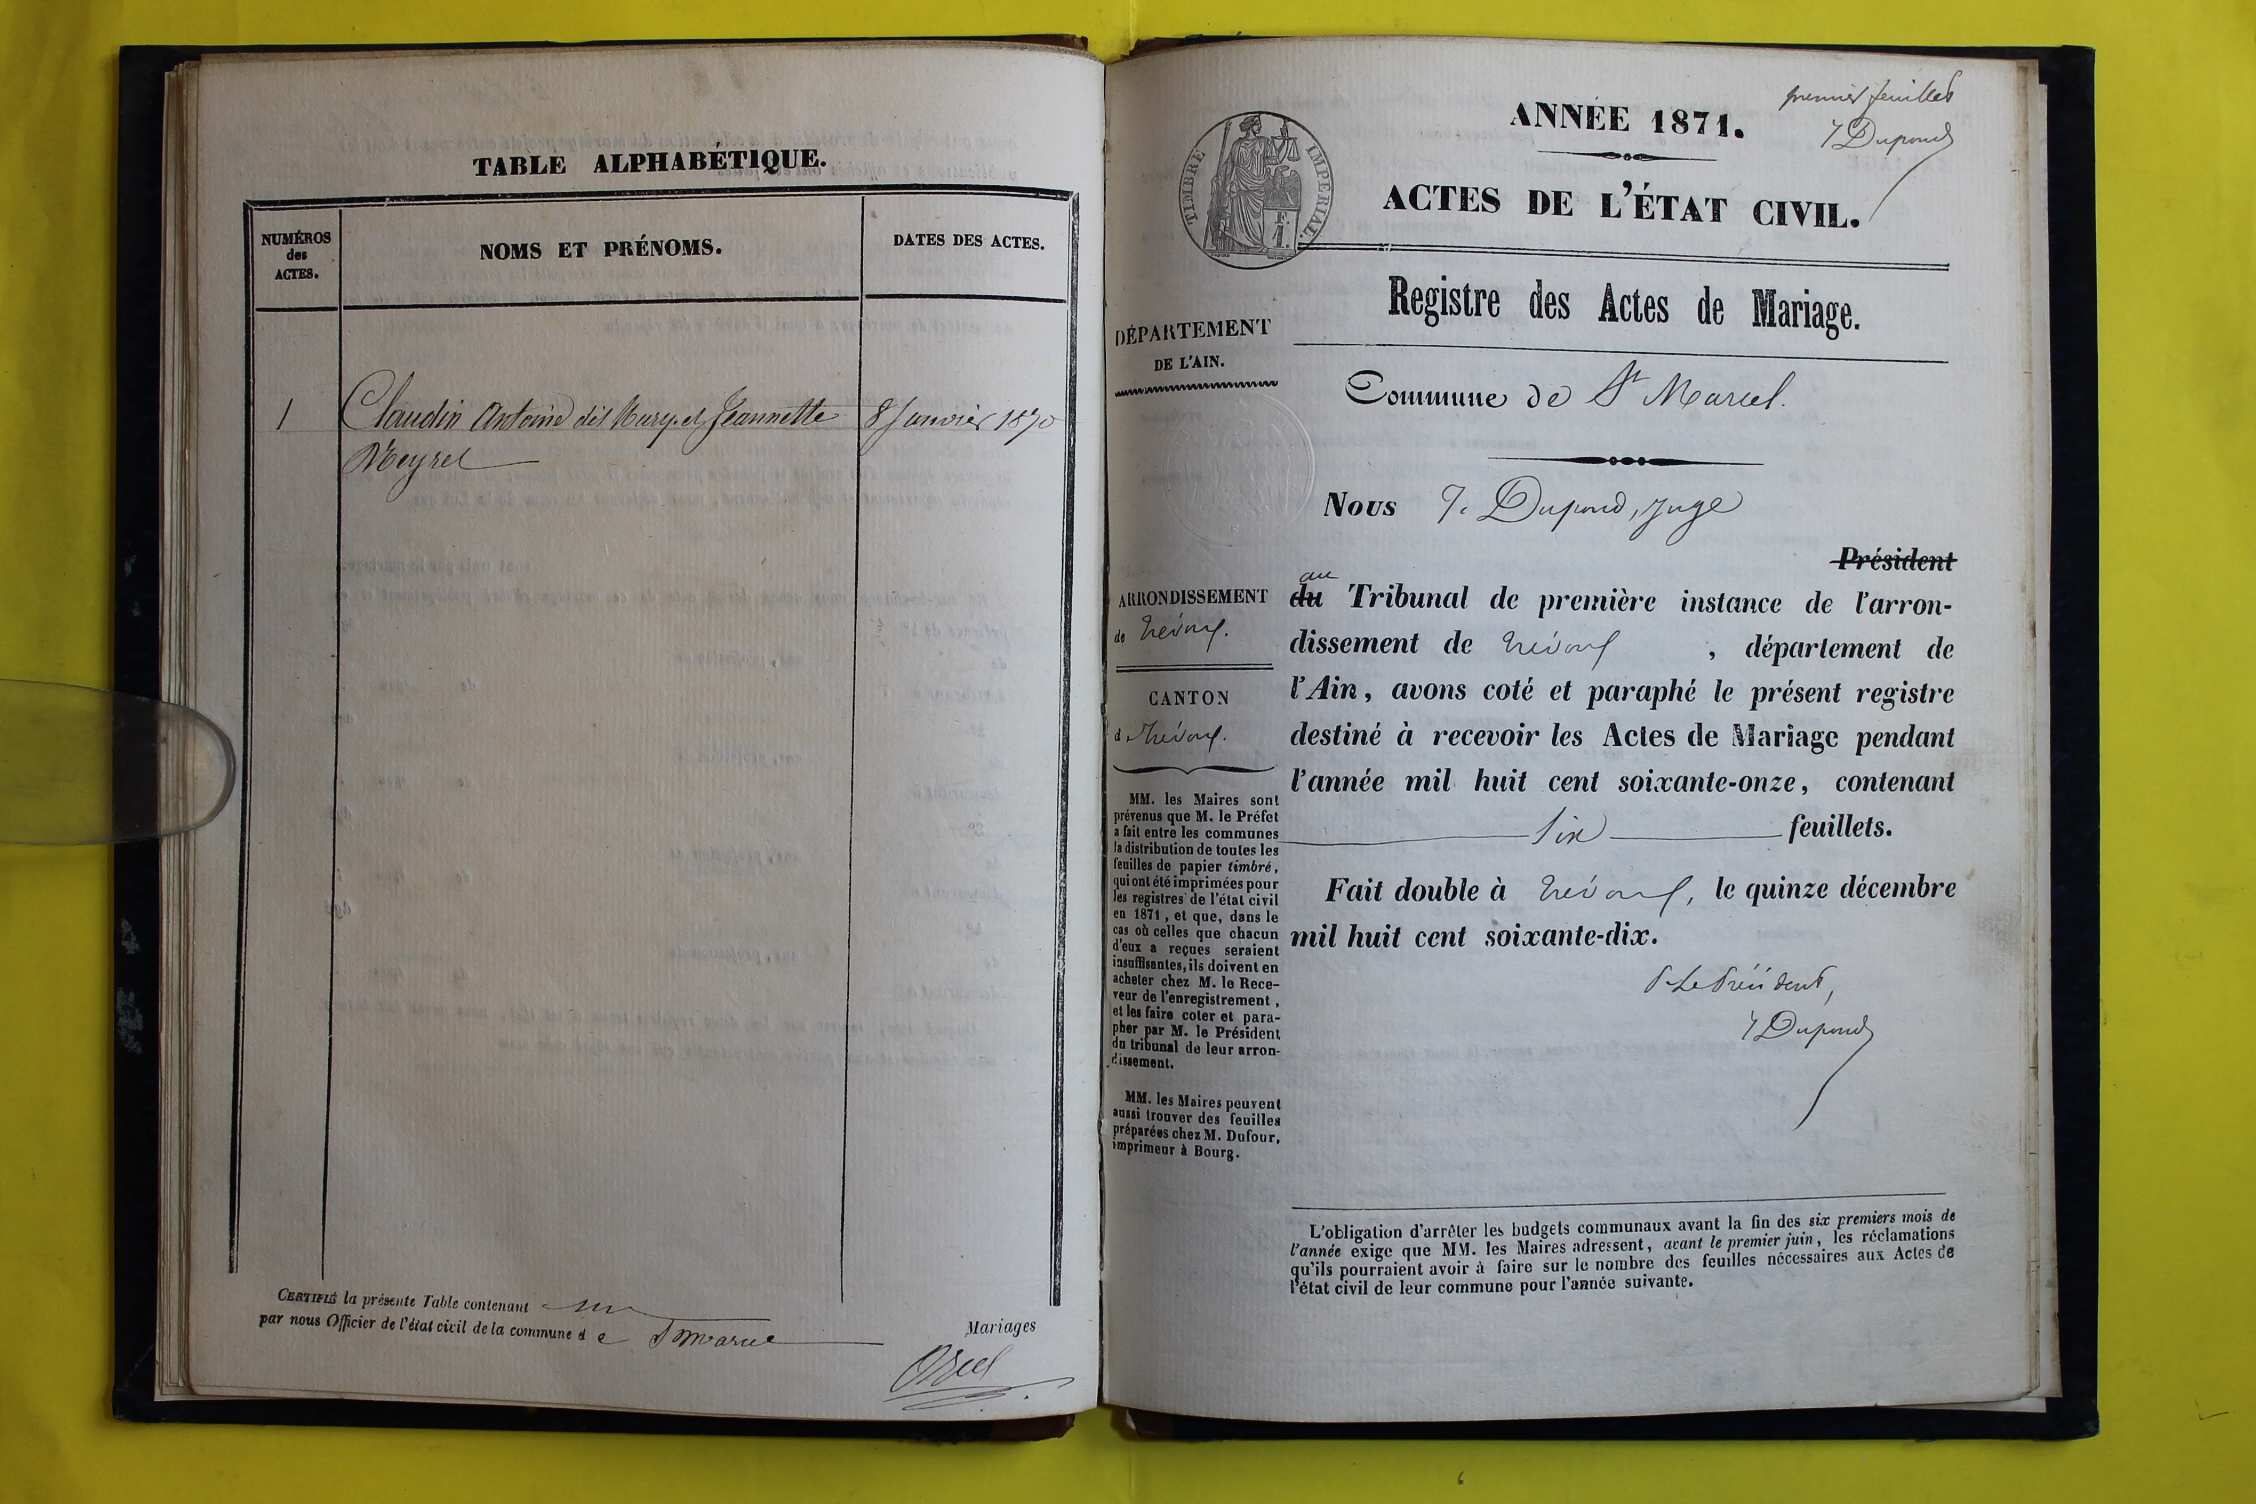 TABLE ALPHABÉTIQUE.
NUMÉROS
des
ACTES.
NOMS ET PRÉNOMS.
DATES DES ACTES.
1
Claudin Antoine dit Mary et Jeannette
8 Janvier 1870
Meyret
CERTIFIÉ la présente Table contenant un
Mariages
par nous Officier de l'état civil de la commune d e St Marcel
premier feuillet
J Dupond
ANNÉE 1871.
ACTES DE L'ÉTAT CIVIL.
TIMBRE IMPÉRIAL.
Registre des Actes de Mariage.
DÉPARTEMENT
DE L'AIN.
Commune de St Marcel.
Nous J. Dupond, juge
Président
du au Tribunal de première instance de l'arron-
dissement de Trévoux , département de
l'Ain, avons coté et paraphé le présent registre
destiné à recevoir les Actes de Mariage pendant
l'année mil huit cent soixante-onze, contenant
Six feuillets.
Fait double à Trévoux, le quinze décembre
mil huit cent soixante-dix.
P. Le Président,
J Dupond
ARRONDISSEMENT
de Trévoux.
CANTON
d e Trévoux.
MM. les Maires sont
prévenus que M. le Préfet
a fait entre les communes
la distribution de toutes les
feuilles de papier timbré,
qui ont été imprimées pour
les registres de l'état civil
en 1871, et que, dans le
cas où celles que chacun
d'eux a reçues seraient
insuffisantes, ils doivent en
acheter chez M. le Rece-
veur de l'enregistrement,
et les faire coter et para-
pher par M. le Président
du tribunal de leur arron-
dissement.
MM. les Maires peuvent
aussi trouver des feuilles
préparées chez M. Dufour,
imprimeur à Bourg.
L'obligation d'arrêter les budgets communaux avant la fin des six premiers mois de
l'année exige que MM. les Maires adressent, avant le premier juin, les réclamations
qu'ils pourraient avoir à faire sur le nombre des feuilles nécessaires aux Actes de
l'état civil de leur commune pour l'année suivante.